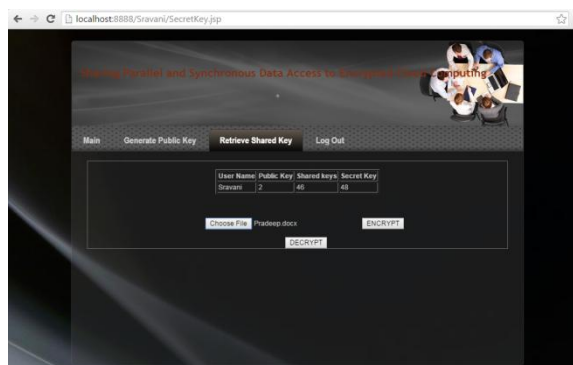 localhost:8888/Sravani/SecretKey.jsp
Parallel and Synchronous Data Access to Encrypted Cloud Computing
Main Generate Public Key Retrieve Shared Key Log Out
User Name Public Key Shared keys Secret Key
Sravani 2 46 48
Choose File Pradeep.docx ENCRYPT
DECRYPT